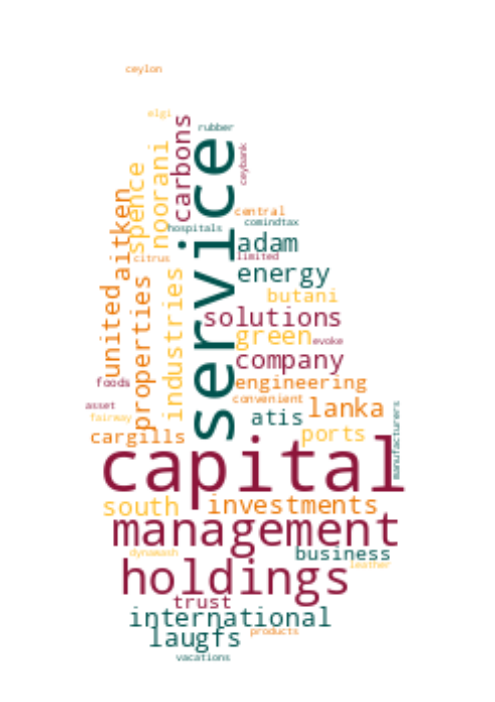 ceylon
elgi
rubber
carbons
service
ceybank
noorani
spence
aitken
central
comindtax
hospitals
adam
citrus
limited
energy
industries
properties
united
butani
solutions
green
evoke
company
foods
engineering
convenient
asset
fairway
atis
lanka
manufacturers
cargills
ports
capital
south
investments
management
dynawash
business
leather
holdings
trust
international
laugfs
products
vacations